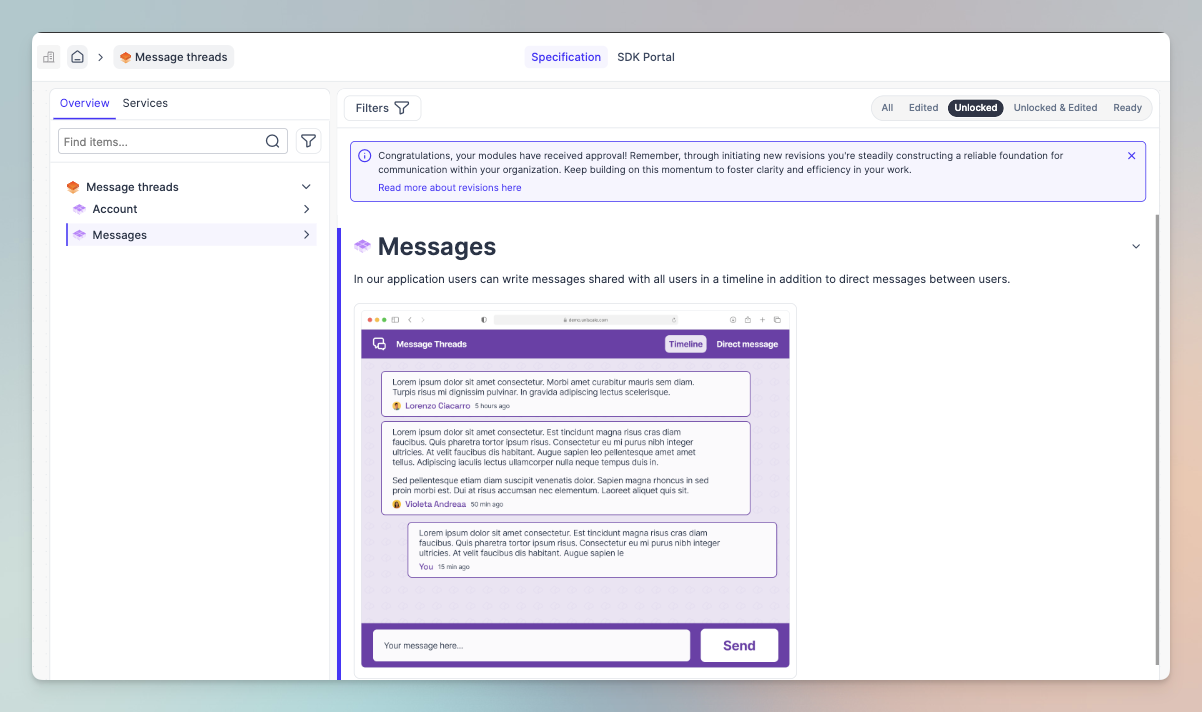 Message threads
Specification
SDK Portal
Overview
Services
Find items...
Message threads
Account
Messages
Filters
All
Edited
Unlocked
Unlocked & Edited
Ready
Congratulations, your modules have received approval! Remember, through initiating new revisions you're steadily constructing a reliable foundation for
communication within your organization. Keep building on this momentum to foster clarity and efficiency in your work.
Read more about revisions here
Messages
In our application users can write messages shared with all users in a timeline in addition to direct messages between users.
Message Threads
Timeline
Direct message
Lorem ipsum dolor sit amet consectetur. Morbi amet curabitur mauris sem diam.
Turpis risus mi dignissim pulvinar. In gravida adipiscing lectus scelerisque.
Lorenzo Ciacarro 5 hours ago
Lorem ipsum dolor sit amet consectetur. Est tincidunt magna risus cras diam
faucibus. Quis pharetra tortor ipsum risus. Consectetur eu mi purus nibh integer
ultricies. At velit faucibus dis habitant. Augue sapien leo pellentesque amet amet
tellus. Adipiscing iaculis lectus ullamcorper nulla neque tempus duis in.
Sed pellentesque etiam diam suscipit venenatis dolor. Sapien magna rhoncus in sed
proin morbi est. Dui at risus accumsan nec elementum. Laoreet aliquet quis sit.
Violeta Andreaa 50 min ago
Lorem ipsum dolor sit amet consectetur. Est tincidunt magna risus cras diam
faucibus. Quis pharetra tortor ipsum risus. Consectetur eu mi purus nibh integer
ultricies. At velit faucibus dis habitant. Augue sapien le
You 15 min ago
Your message here...
Send